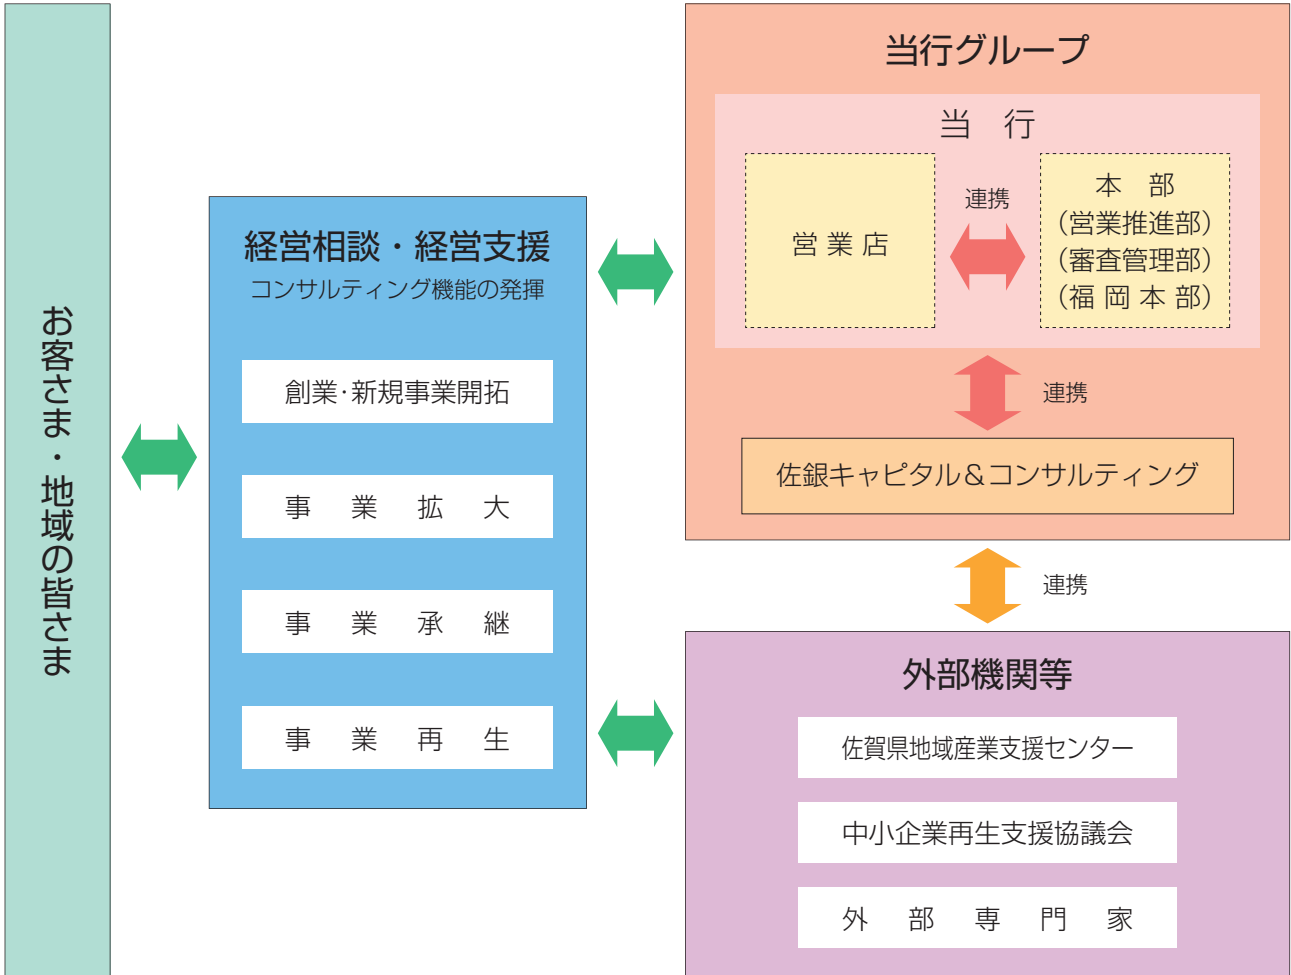 お客さま・地域の皆さま
経営相談・経営支援
コンサルティング機能の発揮
創業・新規事業開拓
事業拡大
事業承継
事業再生
当行グループ
当行
営業店
連携
本部
(営業推進部)
(審査管理部)
(福岡本部)
連携
佐銀キャピタル&コンサルティング
連携
外部機関等
佐賀県地域産業支援センター
中小企業再生支援協議会
外部専門家